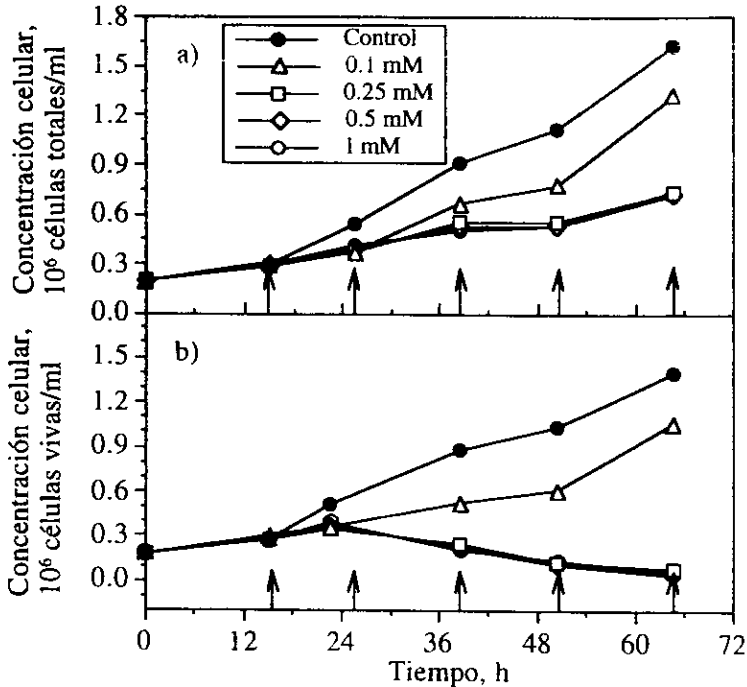 Concentración celular,
10⁶ células totales/ml
1.8
1.5
1.2
0.9
0.6
0.3
0.0
a)
Control
0.1 mM
0.25 mM
0.5 mM
1 mM
Concentración celular,
10⁶ células vivas/ml
1.5
1.2
0.9
0.6
0.3
0.0
b)
0 12 24 36 48 60 72
Tiempo, h